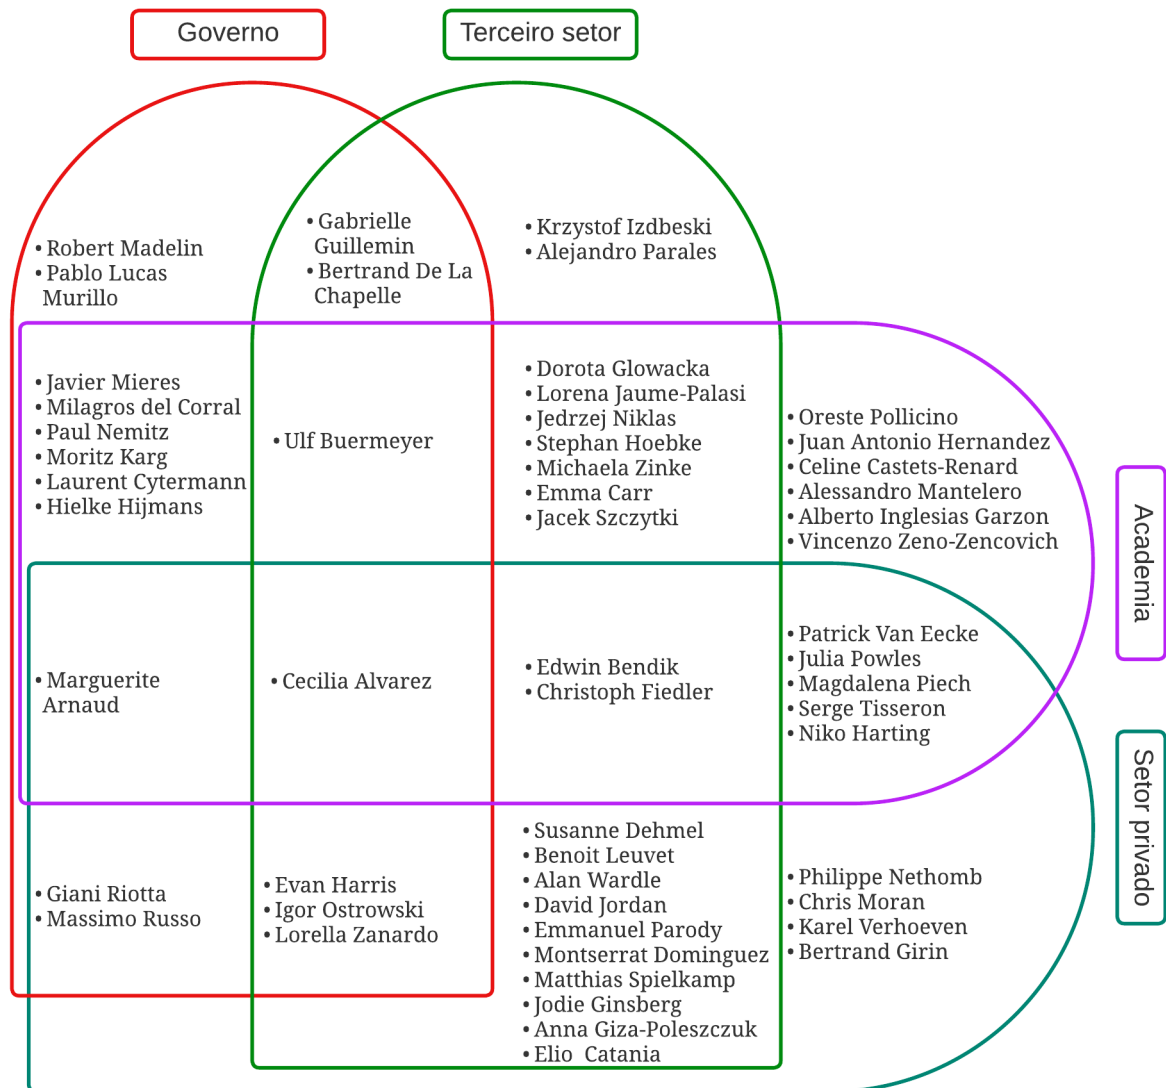 Governo
Terceiro setor
• Robert Madelin
• Pablo Lucas
Murillo
• Gabrielle
Guillemin
• Bertrand De La
Chapelle
• Krzystof Izdbeski
• Alejandro Parales
• Javier Mieres
• Milagros del Corral
• Paul Nemitz
• Moritz Karg
• Laurent Cytermann
• Hielke Hijmans
• Ulf Buermeyer
• Dorota Glowacka
• Lorena Jaume-Palasi
• Jedrzej Niklas
• Stephan Hoebke
• Michaela Zinke
• Emma Carr
• Jacek Szczytki
• Oreste Pollicino
• Juan Antonio Hernandez
• Celine Castets-Renard
• Alessandro Mantelero
• Alberto Inglesias Garzon
• Vincenzo Zeno-Zencovich
Academia
• Marguerite
Arnaud
• Cecilia Alvarez
• Edwin Bendik
• Christoph Fiedler
• Patrick Van Eecke
• Julia Powles
• Magdalena Piech
• Serge Tisseron
• Niko Harting
Setor privado
• Giani Riotta
• Massimo Russo
• Evan Harris
• Igor Ostrowski
• Lorella Zanardo
• Susanne Dehmel
• Benoit Leuvet
• Alan Wardle
• David Jordan
• Emmanuel Parody
• Montserrat Dominguez
• Matthias Spielkamp
• Jodie Ginsberg
• Anna Giza-Poleszczuk
• Elio  Catania
• Philippe Nethomb
• Chris Moran
• Karel Verhoeven
• Bertrand Girin